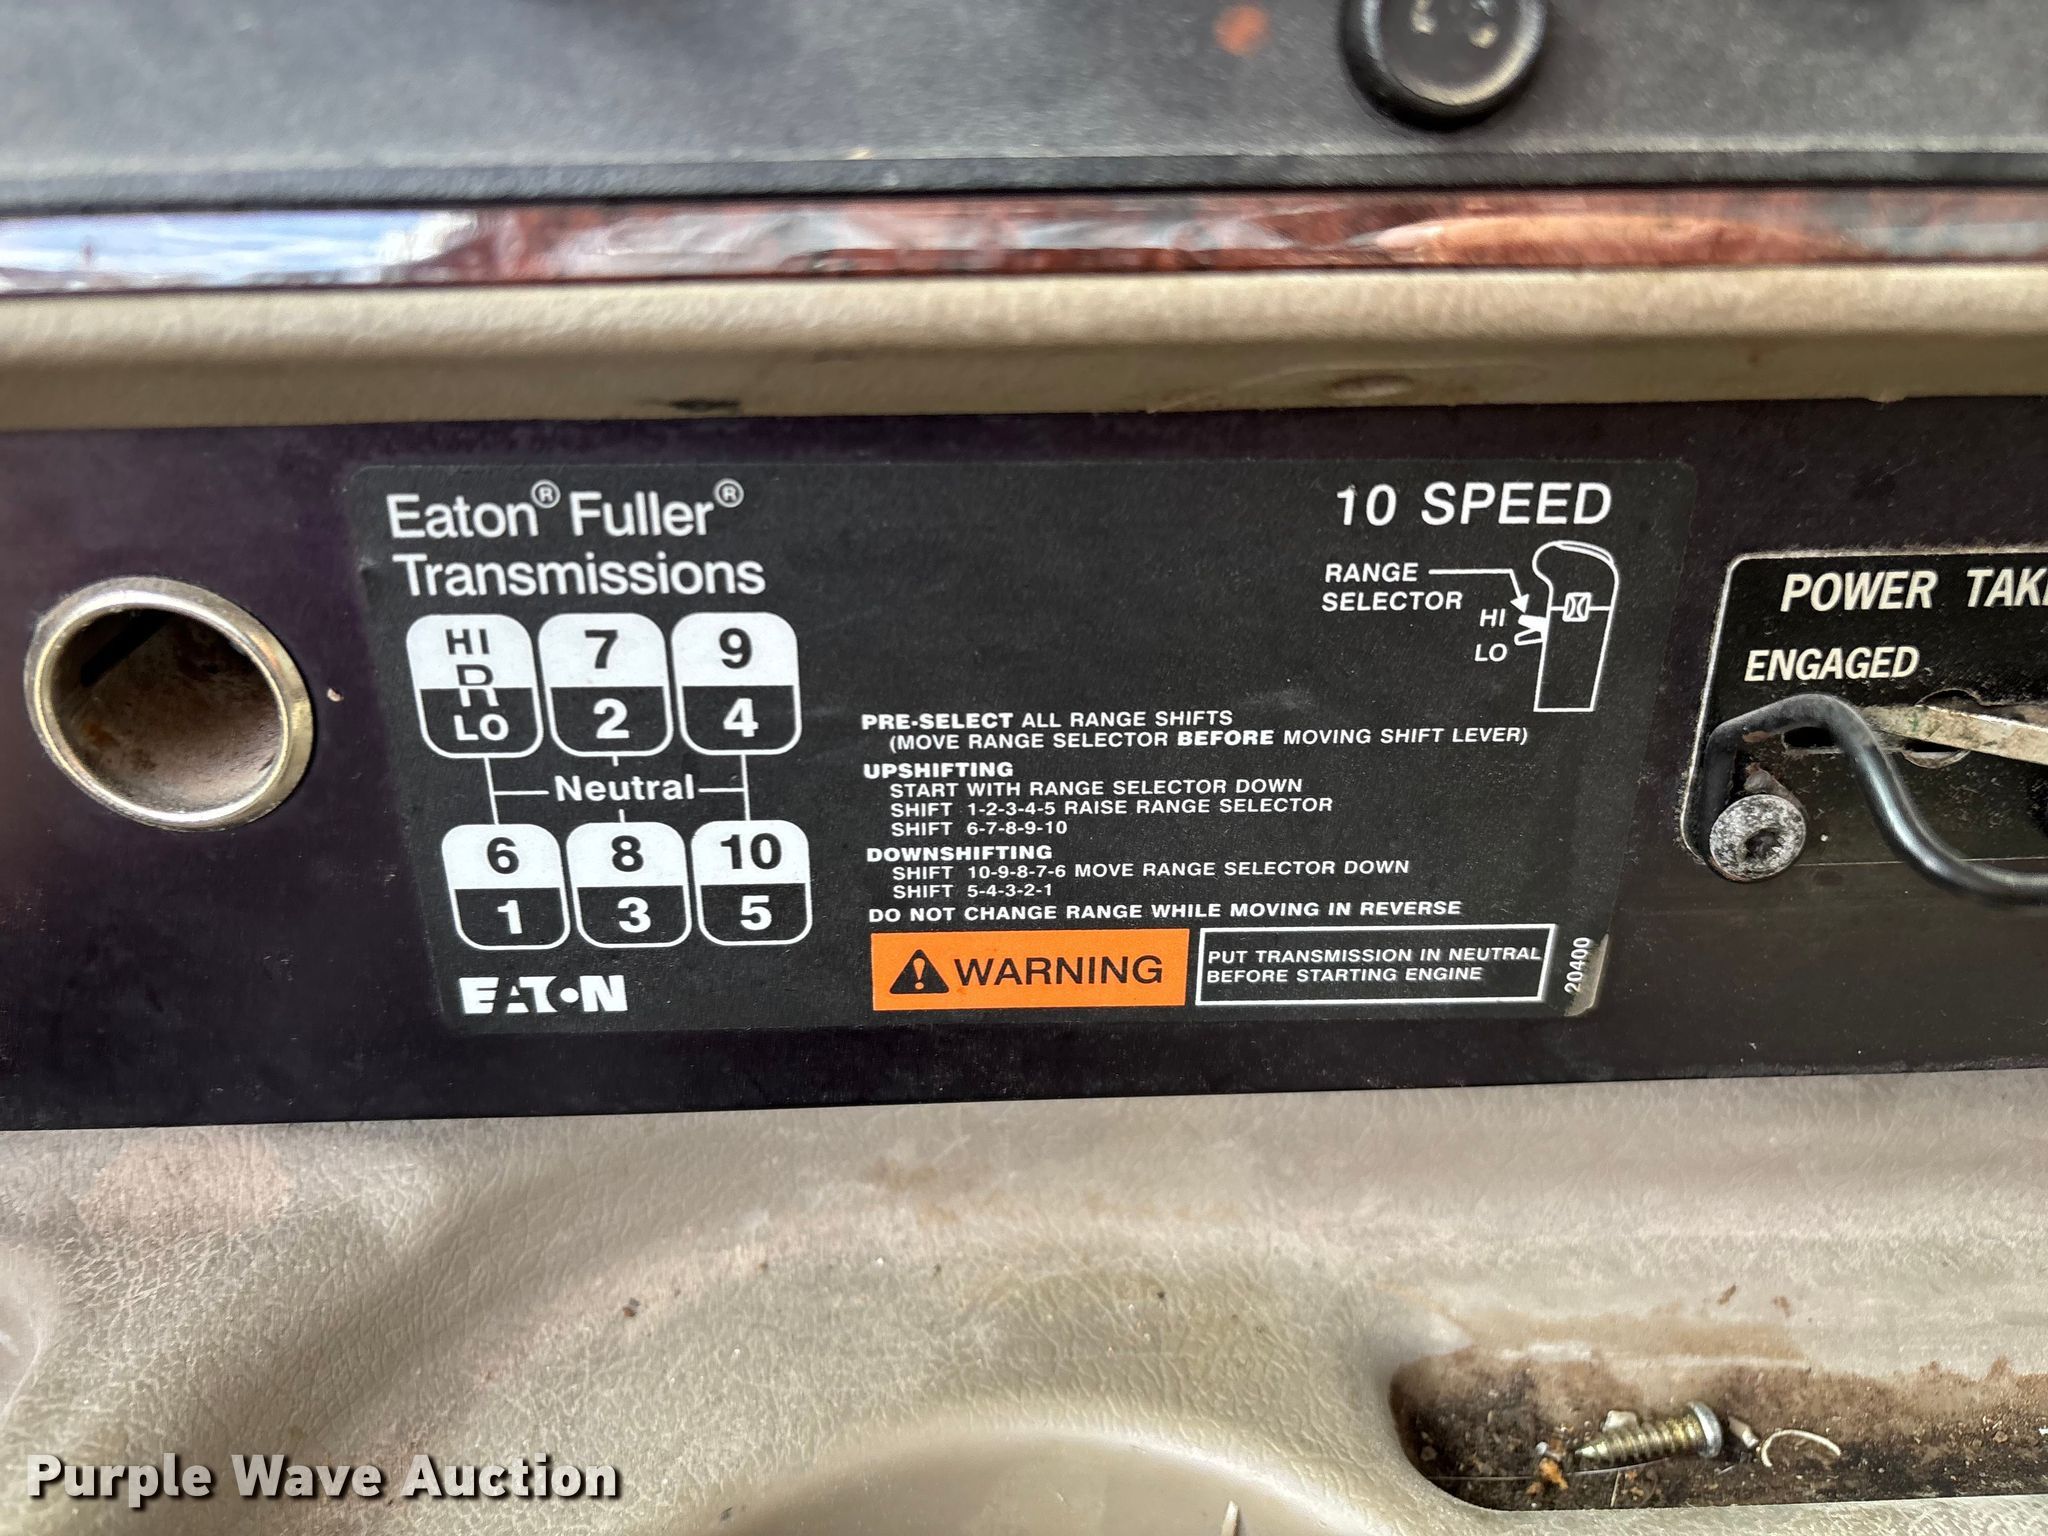 Eaton® Fuller®
Transmissions
HI
R
LO
7
2
9
4
Neutral
6
1
8
3
10
5
EATON
10 SPEED
RANGE
SELECTOR
HI
LO
PRE-SELECT ALL RANGE SHIFTS
(MOVE RANGE SELECTOR BEFORE MOVING SHIFT LEVER)
UPSHIFTING
START WITH RANGE SELECTOR DOWN
SHIFT 1-2-3-4-5 RAISE RANGE SELECTOR
SHIFT 6-7-8-9-10
DOWNSHIFTING
SHIFT 10-9-8-7-6 MOVE RANGE SELECTOR DOWN
SHIFT 5-4-3-2-1
DO NOT CHANGE RANGE WHILE MOVING IN REVERSE
WARNING
PUT TRANSMISSION IN NEUTRAL
BEFORE STARTING ENGINE
20400
POWER TAK
ENGAGED
Purple Wave Auction